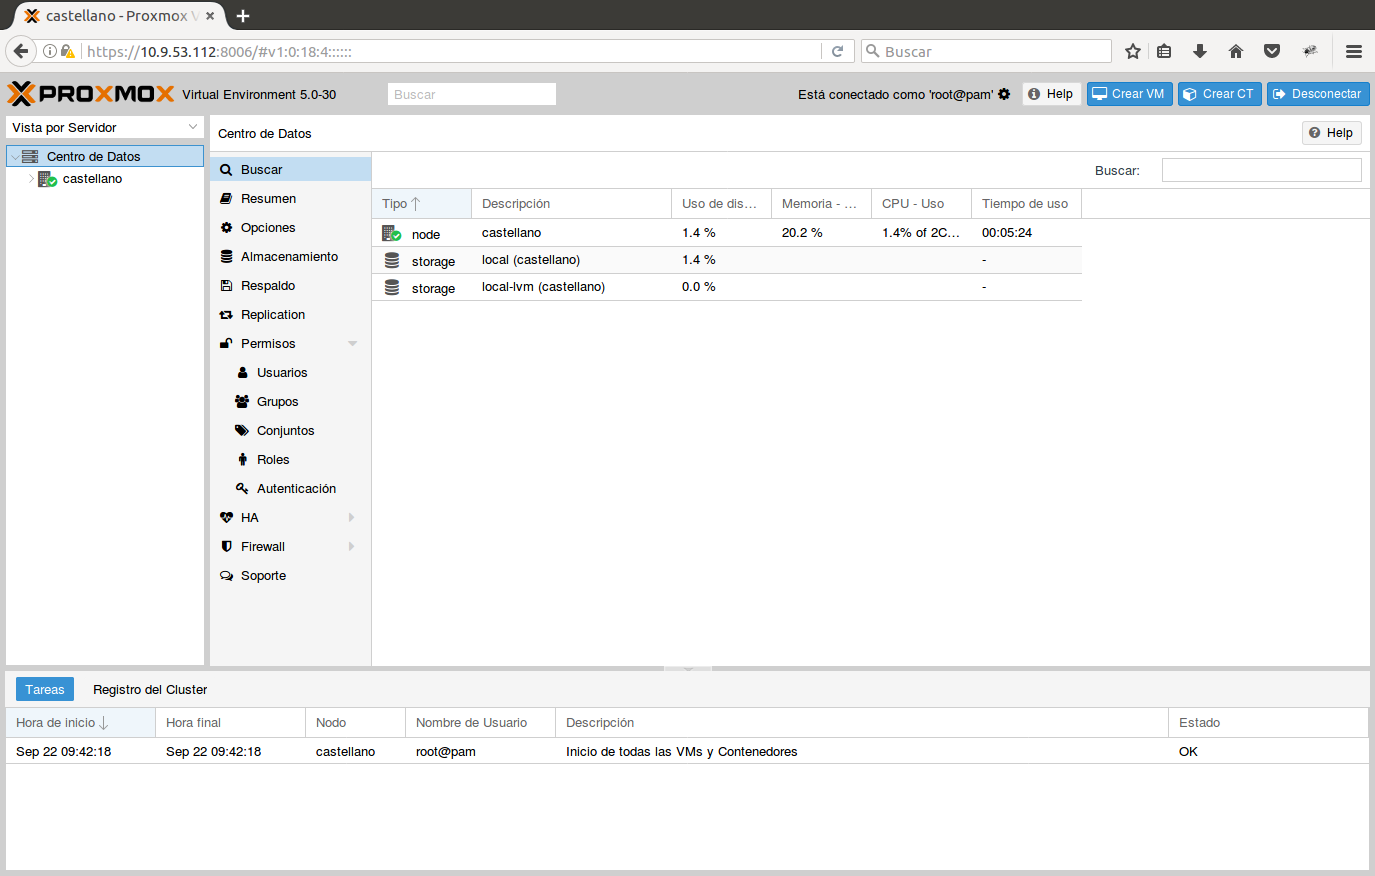 castellano - Proxmox V
https://10.9.53.112:8006/#v1:0:18:4::::::
Buscar
PROXMOX Virtual Environment 5.0-30
Buscar
Está conectado como 'root@pam'
Help
Crear VM
Crear CT
Desconectar
Vista por Servidor
Centro de Datos
castellano
Centro de Datos
Help
Buscar
Resumen
Opciones
Almacenamiento
Respaldo
Replication
Permisos
Usuarios
Grupos
Conjuntos
Roles
Autenticación
HA
Firewall
Soporte
Buscar:
Tipo Descripción Uso de dis... Memoria - ... CPU - Uso Tiempo de uso
node castellano 1.4 % 20.2 % 1.4% of 2C... 00:05:24
storage local (castellano) 1.4 % -
storage local-lvm (castellano) 0.0 % -
Tareas Registro del Cluster
Hora de inicio Hora final Nodo Nombre de Usuario Descripción Estado
Sep 22 09:42:18 Sep 22 09:42:18 castellano root@pam Inicio de todas las VMs y Contenedores OK